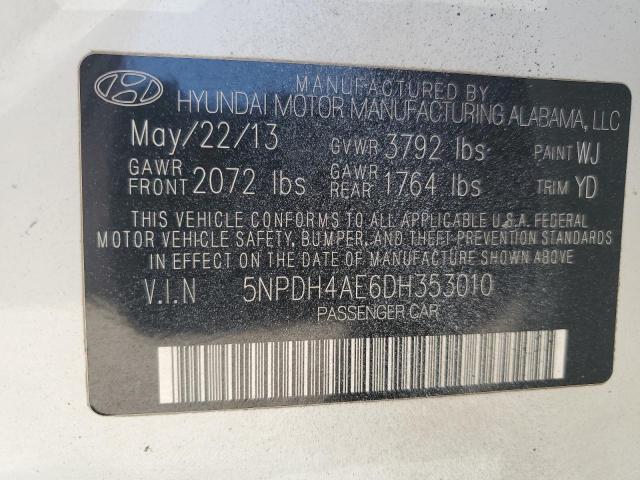 MANUFACTURED BY
HYUNDAI MOTOR MANUFACTURING ALABAMA, LLC
May/22/13 GVWR 3792 lbs PAINT WJ
GAWR FRONT 2072 lbs GAWR REAR 1764 lbs TRIM YD
THIS VEHICLE CONFORMS TO ALL APPLICABLE U.S.A. FEDERAL
MOTOR VEHICLE SAFETY, BUMPER, AND THEFT PREVENTION STANDARDS
IN EFFECT ON THE DATE OF MANUFACTURE SHOWN ABOVE.
V.I.N 5NPDH4AE6DH353010
PASSENGER CAR